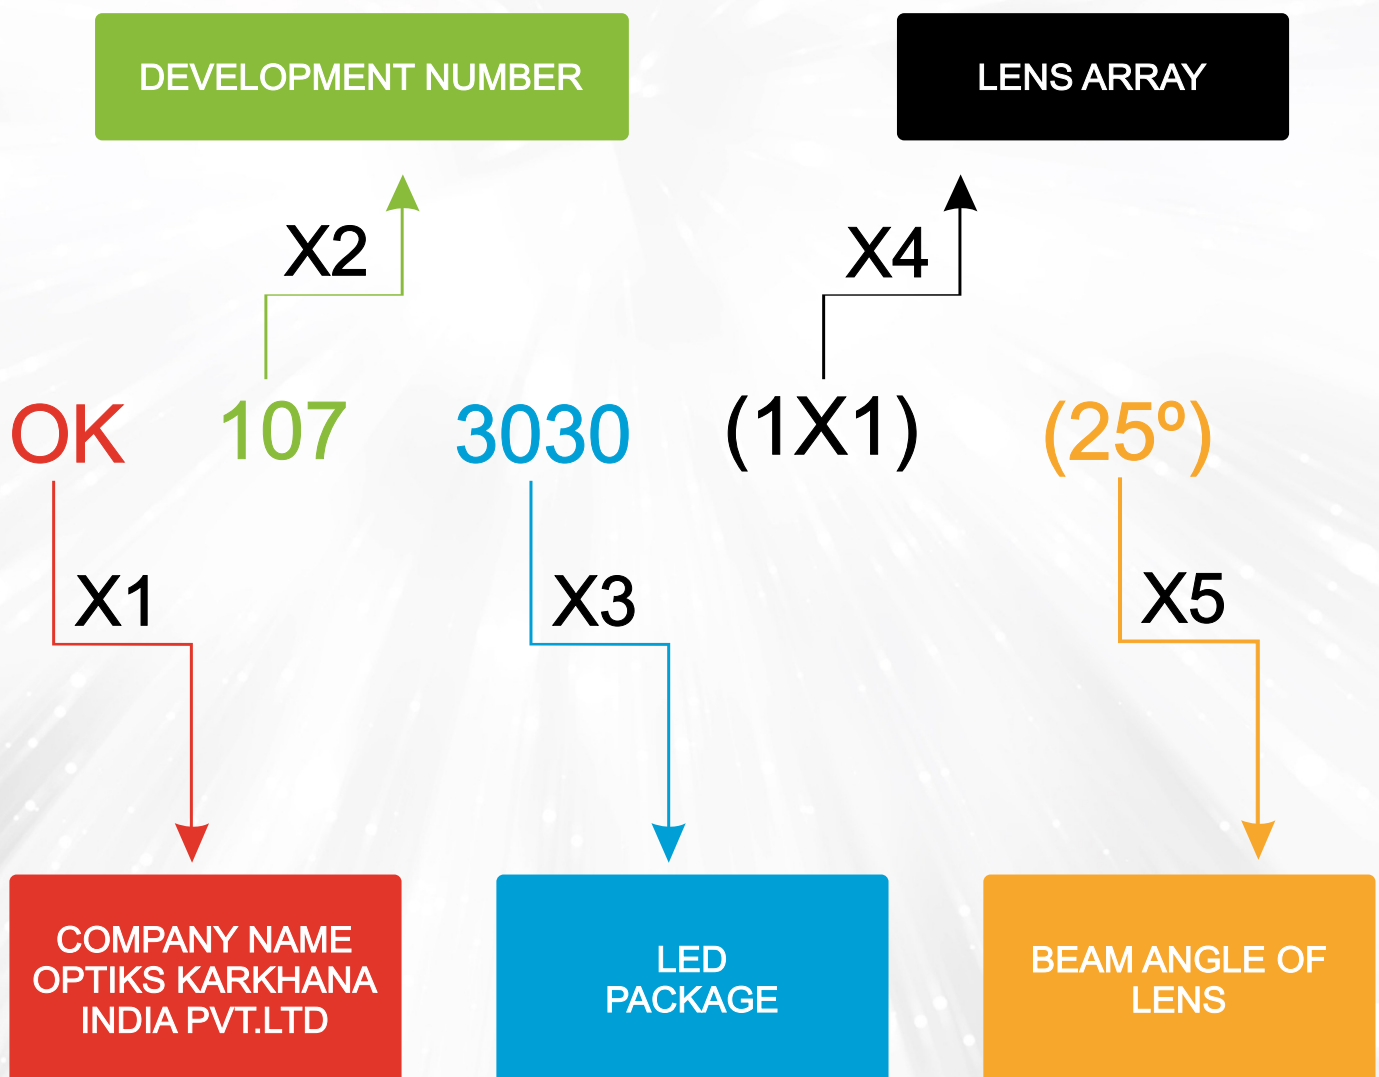 DEVELOPMENT NUMBER
LENS ARRAY
X2
X4
OK 107 3030 (1X1) (25º)
X1
X3
X5
COMPANY NAME
OPTIKS KARKHANA
INDIA PVT.LTD
LED
PACKAGE
BEAM ANGLE OF
LENS